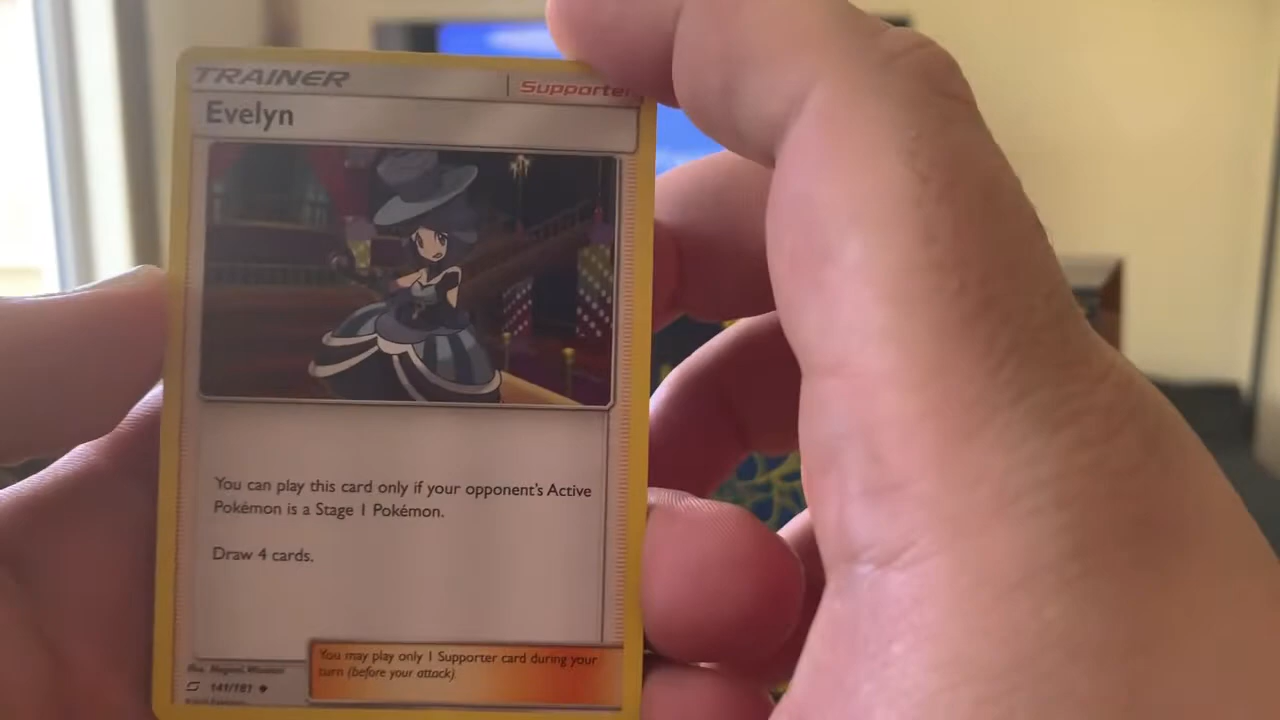 TRAINER
Supporter
Evelyn
You can play this card only if your opponent's Active
Pokémon is a Stage 1 Pokémon.
Draw 4 cards.
You may play only 1 Supporter card during your
turn (before your attack).
141/181